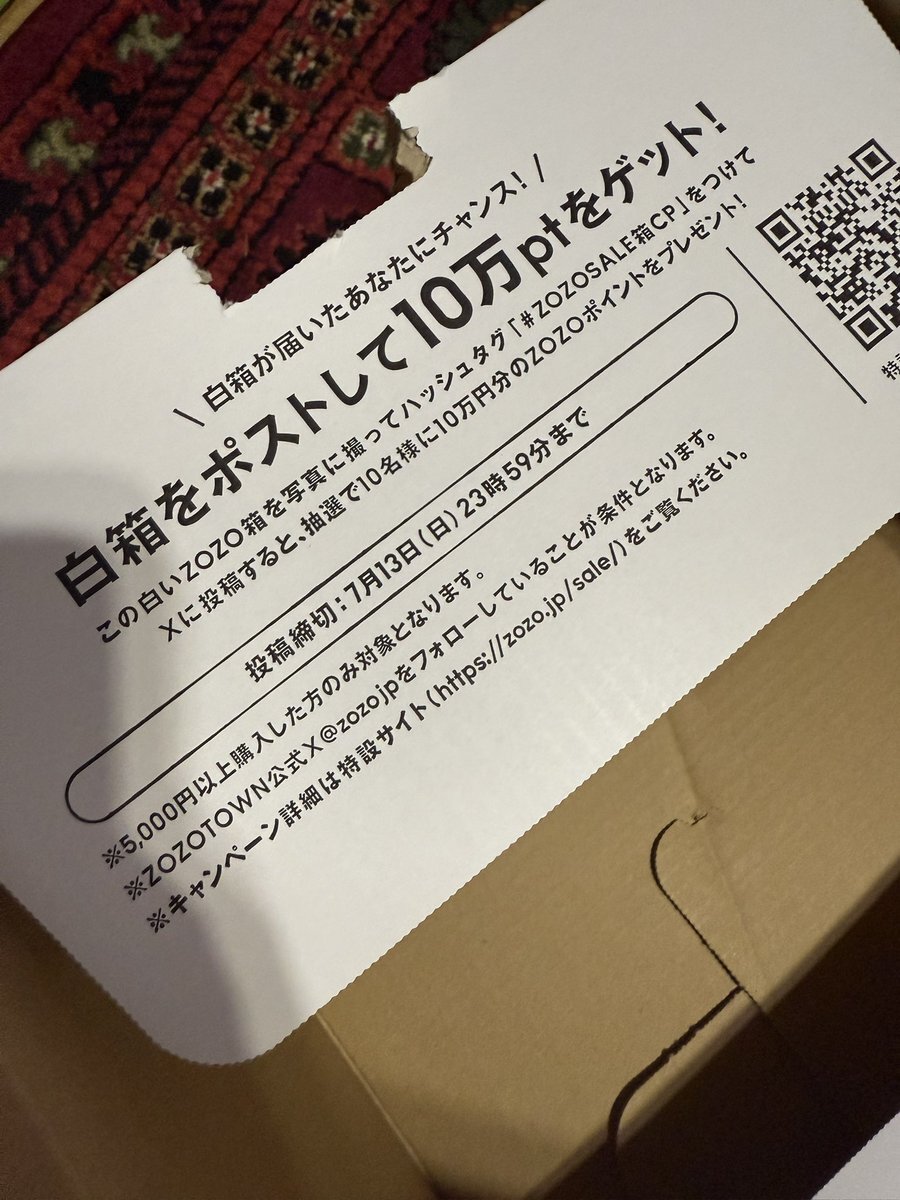 \ 白箱が届いたあなたにチャンス! /
白箱をポストして10万ptをゲット!
この白いZOZO箱を写真に撮ってハッシュタグ「#ZOZOSALE箱CP」をつけて
Xに投稿すると、抽選で10名様に10万円分のZOZOポイントをプレゼント!
投稿締切:7月13日(日)23時59分まで
※5,000円以上購入した方のみ対象となります。
※ZOZOTOWN公式X@zozojpをフォローしていることが条件となります。
※キャンペーン詳細は特設サイト(https://zozo.jp/sale/)をご覧ください。
特